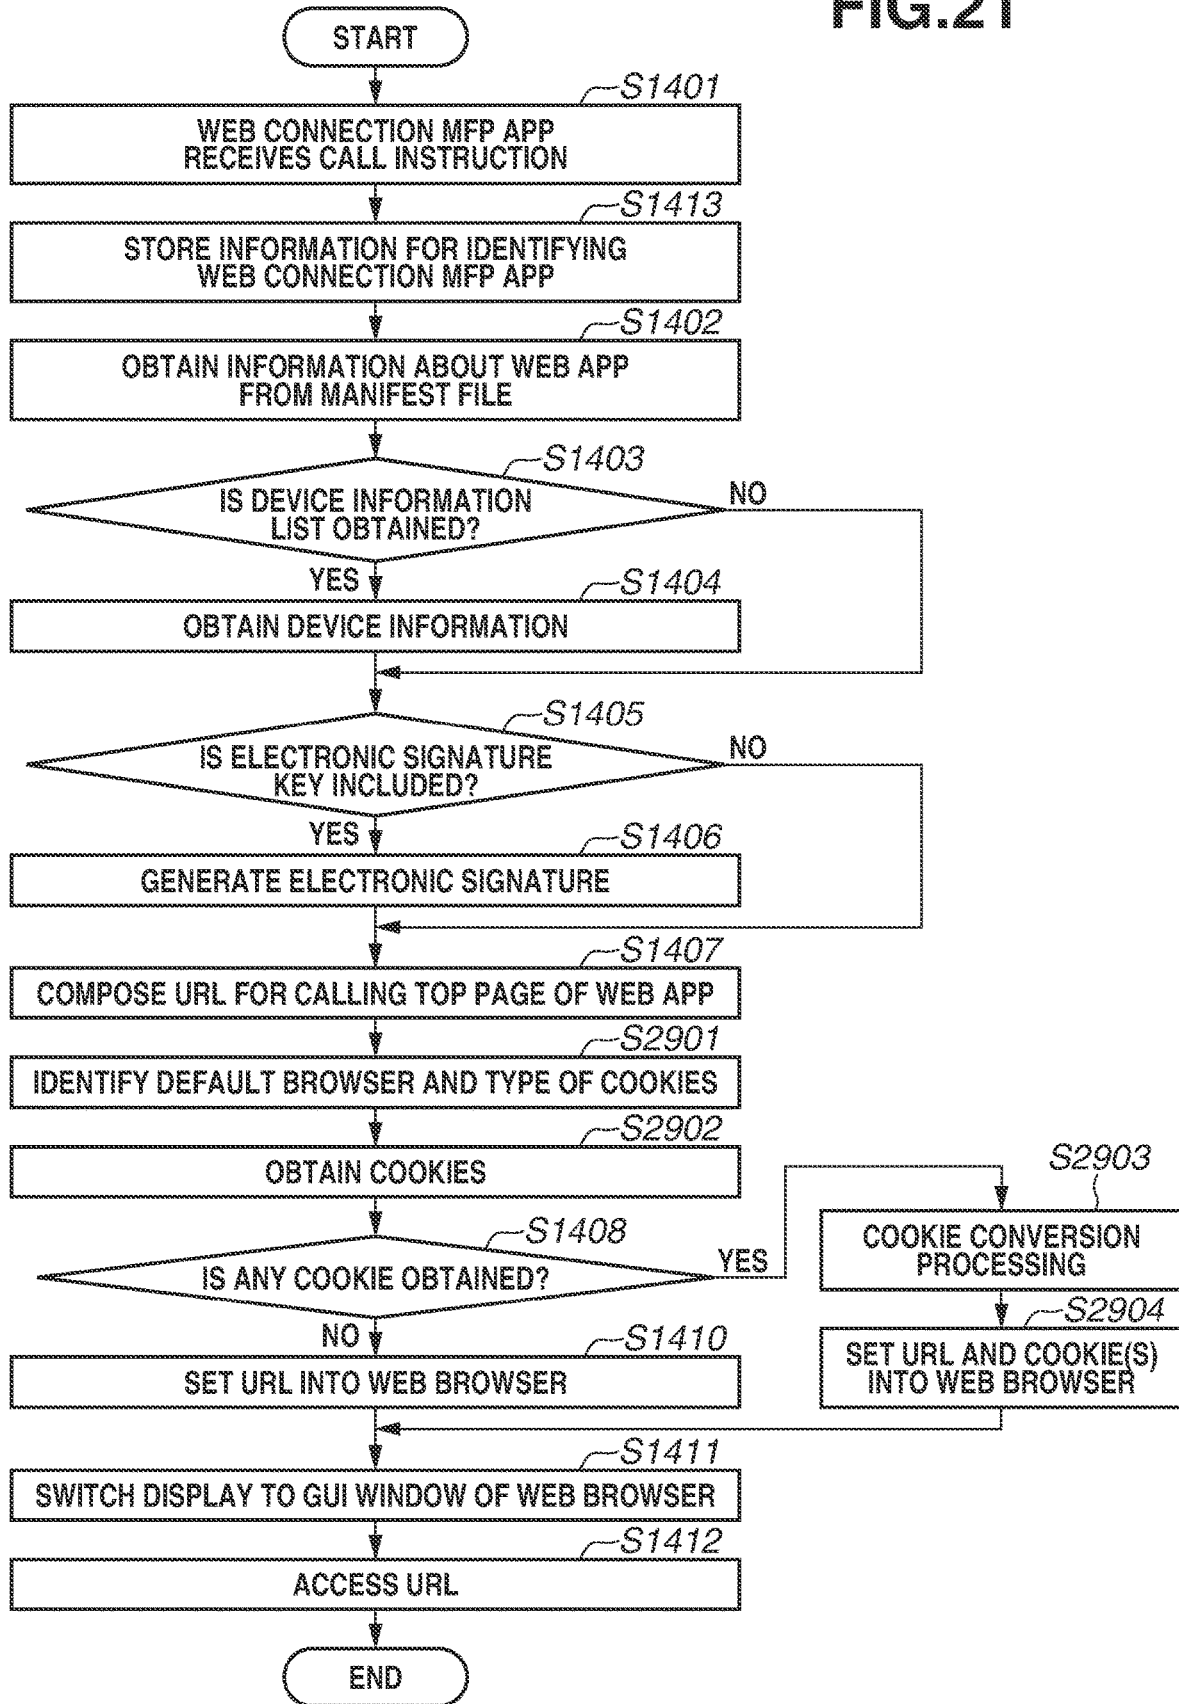 FIG.21
START
S1401
WEB CONNECTION MFP APP
RECEIVES CALL INSTRUCTION
S1413
STORE INFORMATION FOR IDENTIFYING
WEB CONNECTION MFP APP
S1402
OBTAIN INFORMATION ABOUT WEB APP
FROM MANIFEST FILE
S1403
IS DEVICE INFORMATION
LIST OBTAINED?
NO
YES
S1404
OBTAIN DEVICE INFORMATION
S1405
IS ELECTRONIC SIGNATURE
KEY INCLUDED?
NO
YES
S1406
GENERATE ELECTRONIC SIGNATURE
S1407
COMPOSE URL FOR CALLING TOP PAGE OF WEB APP
S2901
IDENTIFY DEFAULT BROWSER AND TYPE OF COOKIES
S2902
OBTAIN COOKIES
S1408
IS ANY COOKIE OBTAINED?
YES
S2903
COOKIE CONVERSION
PROCESSING
S2904
SET URL AND COOKIE(S)
INTO WEB BROWSER
NO
S1410
SET URL INTO WEB BROWSER
S1411
SWITCH DISPLAY TO GUI WINDOW OF WEB BROWSER
S1412
ACCESS URL
END